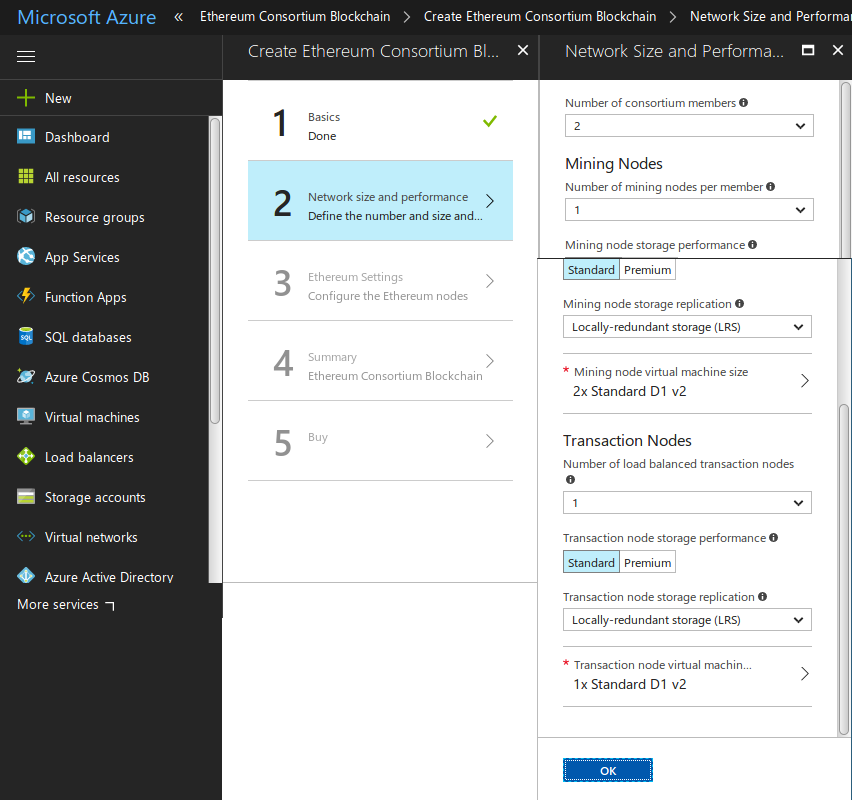 Microsoft Azure « Ethereum Consortium Blockchain > Create Ethereum Consortium Blockchain > Network Size and Performa
New
Dashboard
All resources
Resource groups
App Services
Function Apps
SQL databases
Azure Cosmos DB
Virtual machines
Load balancers
Storage accounts
Virtual networks
Azure Active Directory
More services
Create Ethereum Consortium Bl...
1 Basics
Done
2 Network size and performance
Define the number and size and...
3 Ethereum Settings
Configure the Ethereum nodes
4 Summary
Ethereum Consortium Blockchain
5 Buy
Network Size and Performa...
Number of consortium members
2
Mining Nodes
Number of mining nodes per member
1
Mining node storage performance
Standard Premium
Mining node storage replication
Locally-redundant storage (LRS)
* Mining node virtual machine size
2x Standard D1 v2
Transaction Nodes
Number of load balanced transaction nodes
1
Transaction node storage performance
Standard Premium
Transaction node storage replication
Locally-redundant storage (LRS)
* Transaction node virtual machin...
1x Standard D1 v2
OK